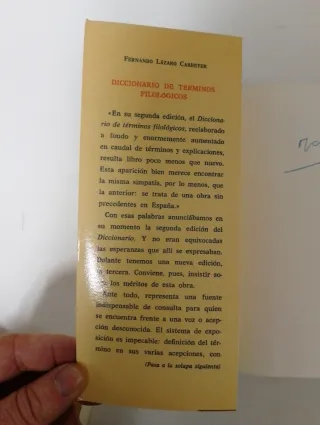 Fernando Lázaro Carreter
DICCIONARIO DE TERMINOS
FILOLÓGICOS
«En su segunda edición, el Dicciona-
rio de términos filológicos, reelaborado
a fondo y enormemente aumentado
en caudal de términos y explicaciones,
resulta libro poco menos que nuevo.
Esta aparición bien merece encontrar
la misma simpatía, por lo menos, que
la anterior: se trata de una obra sin
precedentes en España.»
Con esas palabras anunciábamos en
su momento la segunda edición del
Diccionario. Y no eran equivocadas
las esperanzas que allí se expresaban.
Delante tenemos una nueva edición,
la tercera. Conviene, pues, insistir so-
bre los méritos de esta obra.
Ante todo, representa una fuente
indispensable de consulta para quien
se encuentra frente a una voz o acep-
ción desconocida. El sistema de expo-
sición es impecable: definición del tér-
mino en sus varias acepciones, con
(Pasa a la solapa siguiente)